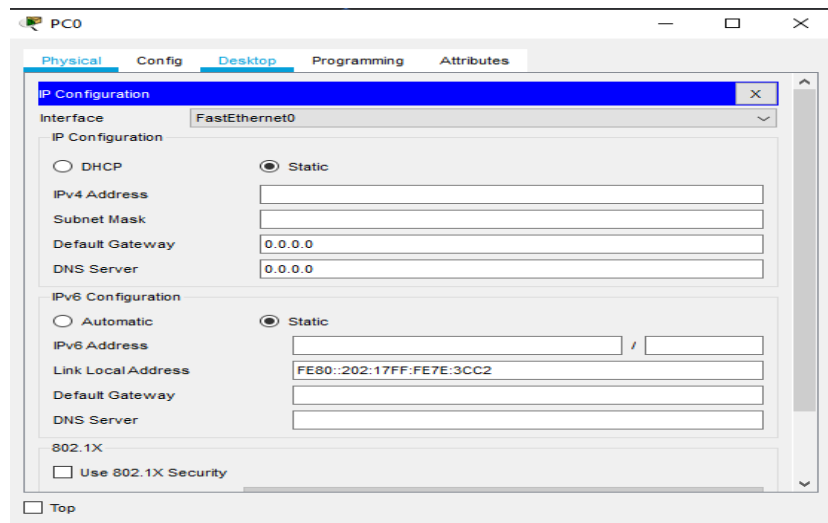 PC0
Physical Config Desktop Programming Attributes
IP Configuration X
Interface FastEthernet0
IP Configuration
DHCP Static
IPv4 Address
Subnet Mask
Default Gateway 0.0.0.0
DNS Server 0.0.0.0
IPv6 Configuration
Automatic Static
IPv6 Address /
Link Local Address FE80::202:17FF:FE7E:3CC2
Default Gateway
DNS Server
802.1X
Use 802.1X Security
Top